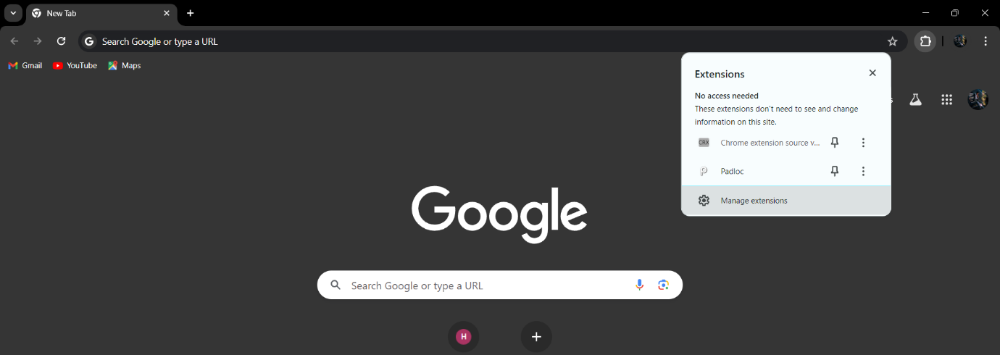 New Tab
Search Google or type a URL
Gmail YouTube Maps
Extensions
No access needed
These extensions don't need to see and change
information on this site.
CRX Chrome extension source v...
P Padloc
Manage extensions
Google
Search Google or type a URL
H